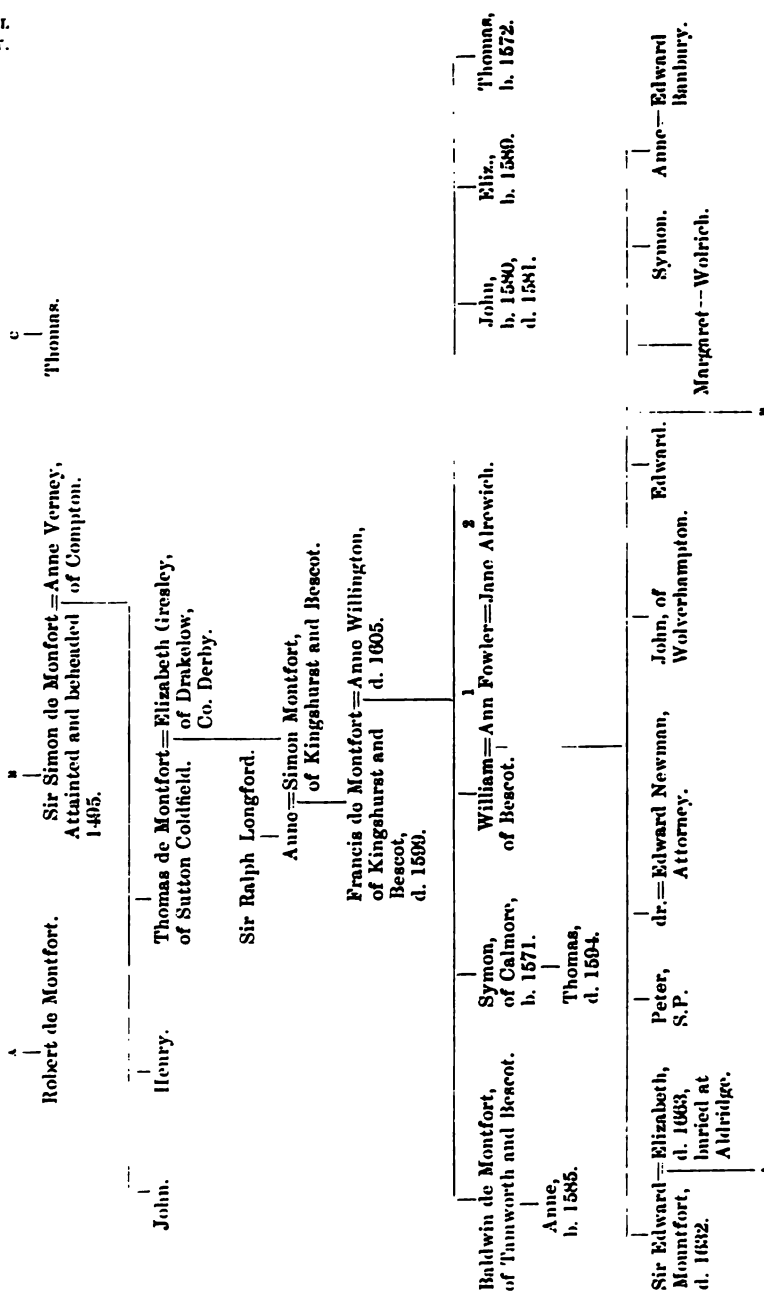 A
Robert de Montfort.
B
Sir Simon de Monfort=Anne Verney,
Attainted and beheaded of Compton.
1495.
C
Thomas.
John.
Henry.
Thomas de Montfort=Elizabeth Gresley,
of Sutton Coldfield. of Drakelow,
Co. Derby.
Sir Ralph Longford.
Anne=Simon Montfort,
of Kingshurst and Bescot.
Francis de Montfort=Anne Willington,
of Kingshurst and d. 1605.
Bescot,
d. 1599.
Baldwin de Montfort,
of Tamworth and Bescot.
Anne,
b. 1585.
Symon,
of Calmore,
b. 1571.
Thomas,
d. 1594.
1 2
William=Ann Fowler=Jane Alrewich.
of Bescot.
John,
b. 1580,
d. 1581.
Eliz.,
b. 1580.
Thomas,
b. 1572.
Sir Edward=Elizabeth,
Mountfort, d. 1663,
d. 1632. buried at
Aldridge.
Peter,
S.P.
dr.=Edward Newman,
Attorney.
John, of
Wolverhampton.
Edward.
Margaret--Wolrich.
Symon.
Anne=Edward
Banbury.